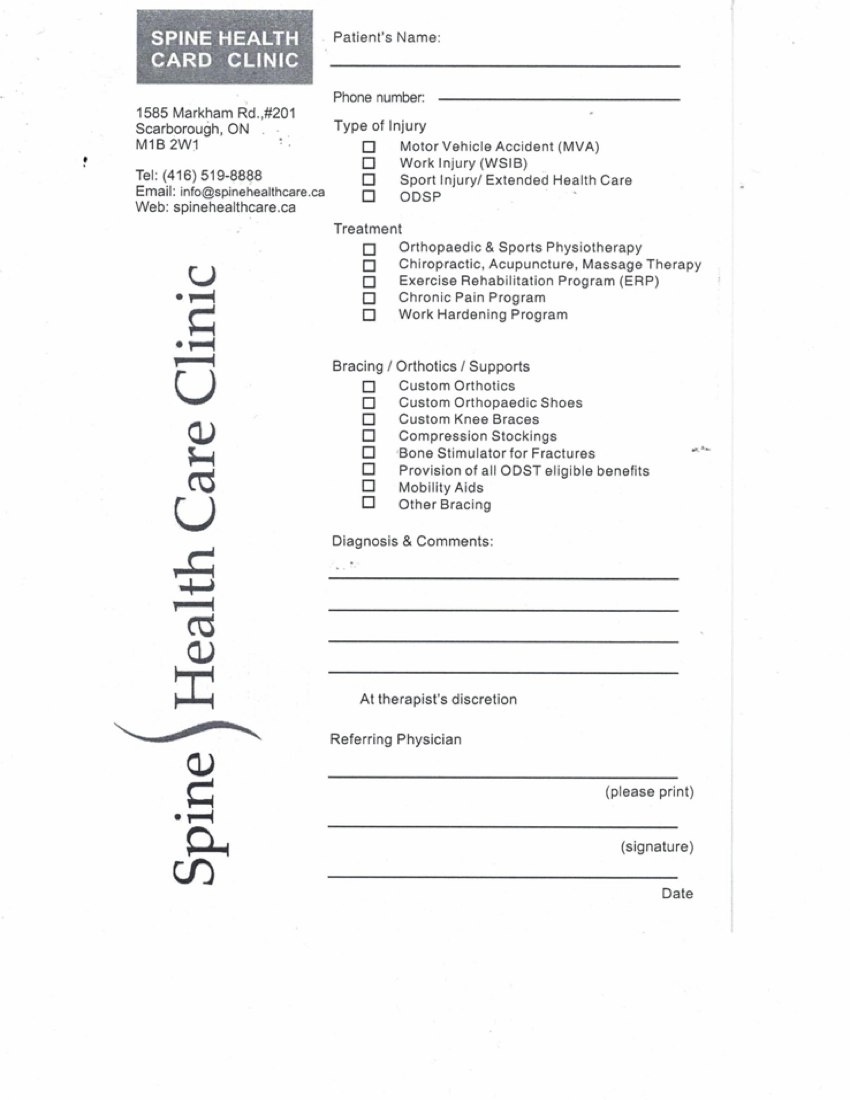 SPINE HEALTH
CARD CLINIC
1585 Markham Rd.,#201
Scarborough, ON
M1B 2W1
Tel: (416) 519-8888
Email: info@spinehealthcare.ca
Web: spinehealthcare.ca
Spine Health Care Clinic
Patient's Name:
Phone number:
Type of Injury
Motor Vehicle Accident (MVA)
Work Injury (WSIB)
Sport Injury/ Extended Health Care
ODSP
Treatment
Orthopaedic & Sports Physiotherapy
Chiropractic, Acupuncture, Massage Therapy
Exercise Rehabilitation Program (ERP)
Chronic Pain Program
Work Hardening Program
Bracing / Orthotics / Supports
Custom Orthotics
Custom Orthopaedic Shoes
Custom Knee Braces
Compression Stockings
Bone Stimulator for Fractures
Provision of all ODST eligible benefits
Mobility Aids
Other Bracing
Diagnosis & Comments:
At therapist's discretion
Referring Physician
(please print)
(signature)
Date